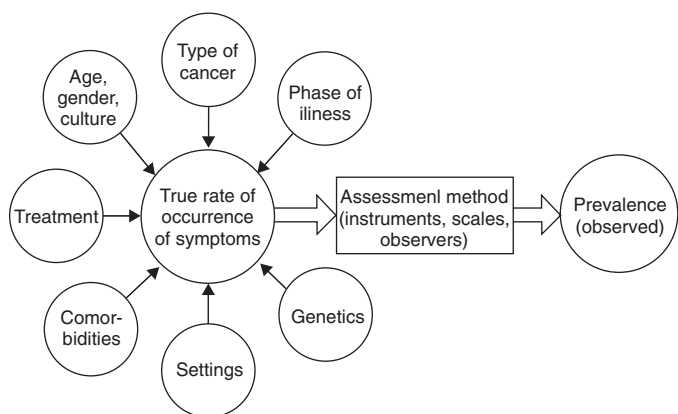 Type of
cancer
Age,
gender,
culture
Phase of
iliness
Treatment
True rate of
occurrence
of symptoms
Assessmenl method
(instruments, scales,
observers)
Prevalence
(observed)
Comor-
bidities
Settings
Genetics